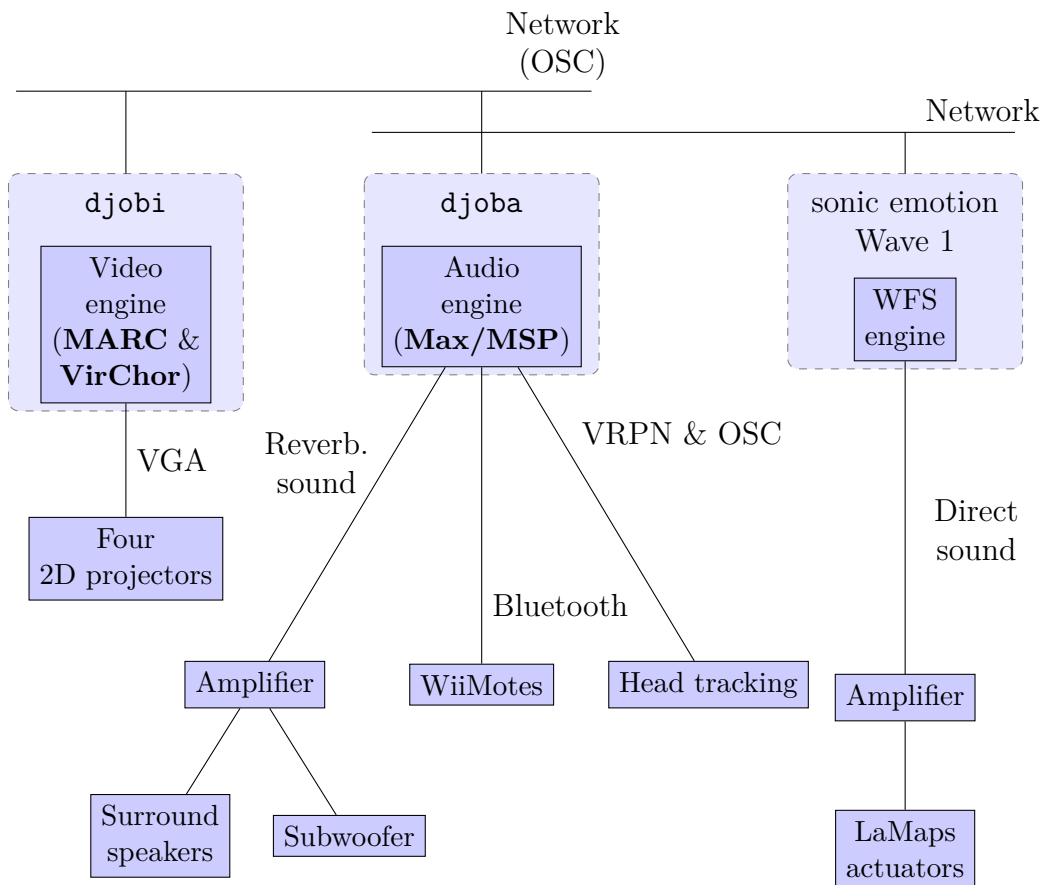 Network
(OSC)
Network
djobi
Video
engine
(MARC &
VirChor)
djoba
Audio
engine
(Max/MSP)
sonic emotion
Wave 1
WFS
engine
VGA
Reverb.
sound
VRPN & OSC
Direct
sound
Four
2D projectors
Bluetooth
Amplifier
WiiMotes
Head tracking
Amplifier
Surround
speakers
Subwoofer
LaMaps
actuators